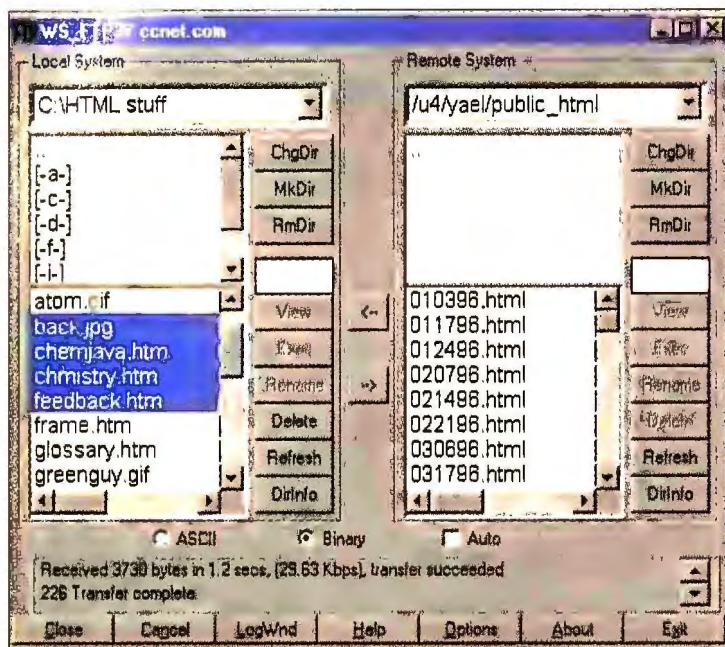 WS_FTP ccnet.com
Local System
C:\HTML stuff
..
[-a-]
[-c-]
[-d-]
[-f-]
[-i-]
ChgDir
MkDir
RmDir
atom.gif
back.jpg
chemjava.htm
chmistry.htm
feedback.htm
frame.htm
glossary.htm
greenguy.gif
View
Exec
Rename
Delete
Refresh
DirInfo
<--
-->
Remote System
/u4/yael/public_html
..
ChgDir
MkDir
RmDir
010396.html
011796.html
012496.html
020796.html
021496.html
022196.html
030696.html
031796.html
View
Exec
Rename
Delete
Refresh
DirInfo
ASCII
Binary
Auto
Received 3730 bytes in 1.2 secs, (29.63 Kbps), transfer succeeded
226 Transfer complete.
Close
Cancel
LogWnd
Help
Options
About
Exit